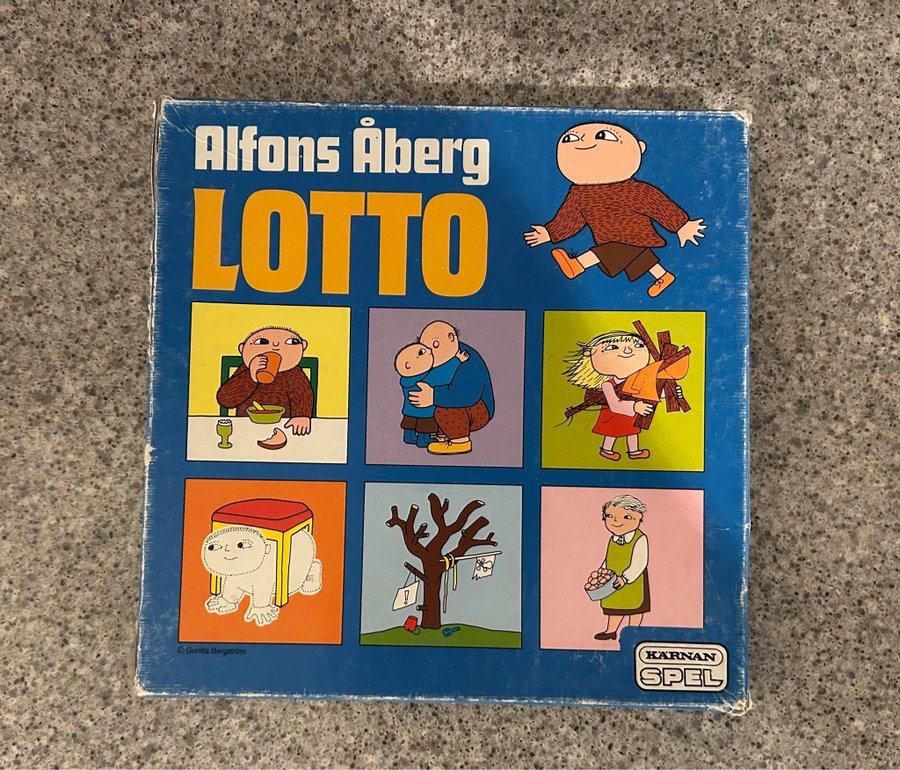 Alfons Åberg
LOTTO
© Gunilla Bergström
KÄRNAN
SPEL